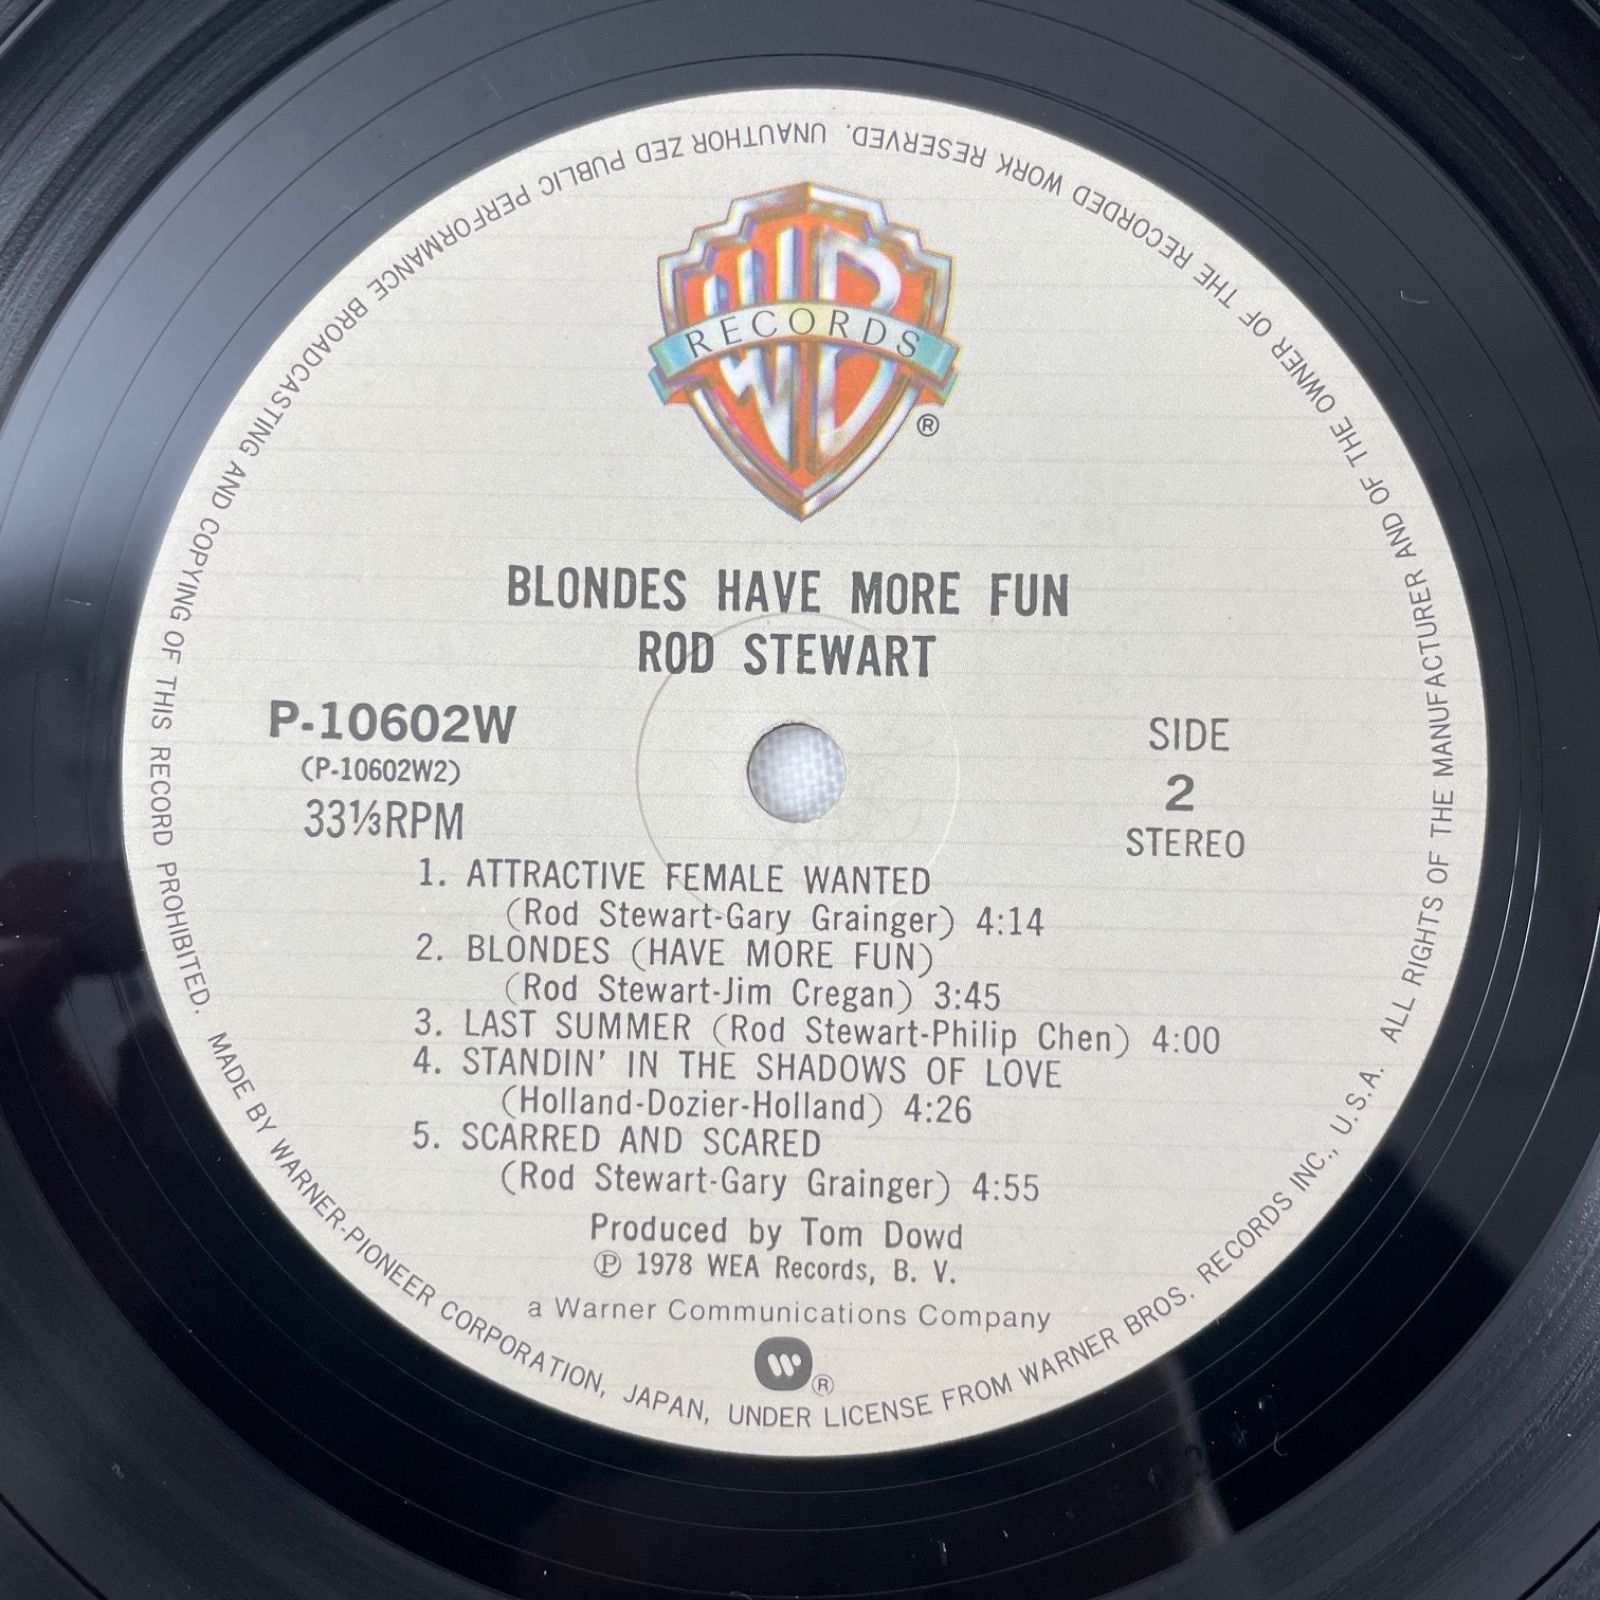 WB
RECORDS
®
BLONDES HAVE MORE FUN
ROD STEWART
P-10602W
(P-10602W2)
33⅓RPM
SIDE
2
STEREO
1. ATTRACTIVE FEMALE WANTED
(Rod Stewart-Gary Grainger) 4:14
2. BLONDES (HAVE MORE FUN)
(Rod Stewart-Jim Cregan) 3:45
3. LAST SUMMER (Rod Stewart-Philip Chen) 4:00
4. STANDIN' IN THE SHADOWS OF LOVE
(Holland-Dozier-Holland) 4:26
5. SCARRED AND SCARED
(Rod Stewart-Gary Grainger) 4:55
Produced by Tom Dowd
Ⓟ 1978 WEA Records, B. V.
a Warner Communications Company
®
MADE BY WARNER-PIONEER CORPORATION, JAPAN, UNDER LICENSE FROM WARNER BROS. RECORDS INC., U.S.A. ALL RIGHTS OF THE MANUFACTURER AND OF THE OWNER OF THE RECORDED WORK RESERVED. UNAUTHOR ZED PUBLIC PERFORMANCE BROADCASTING AND COPYING OF THIS RECORD PROHIBITED.